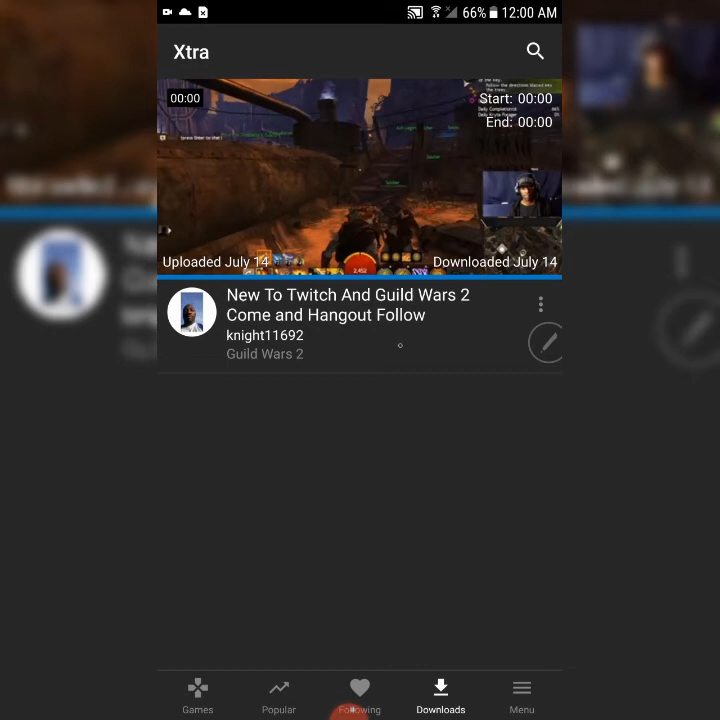 66% 12:00 AM
Xtra
00:00
Start: 00:00
End: 00:00
Uploaded July 14
Downloaded July 14
2,452
New To Twitch And Guild Wars 2
Come and Hangout Follow
knight11692
Guild Wars 2
Games
Popular
Following
Downloads
Menu